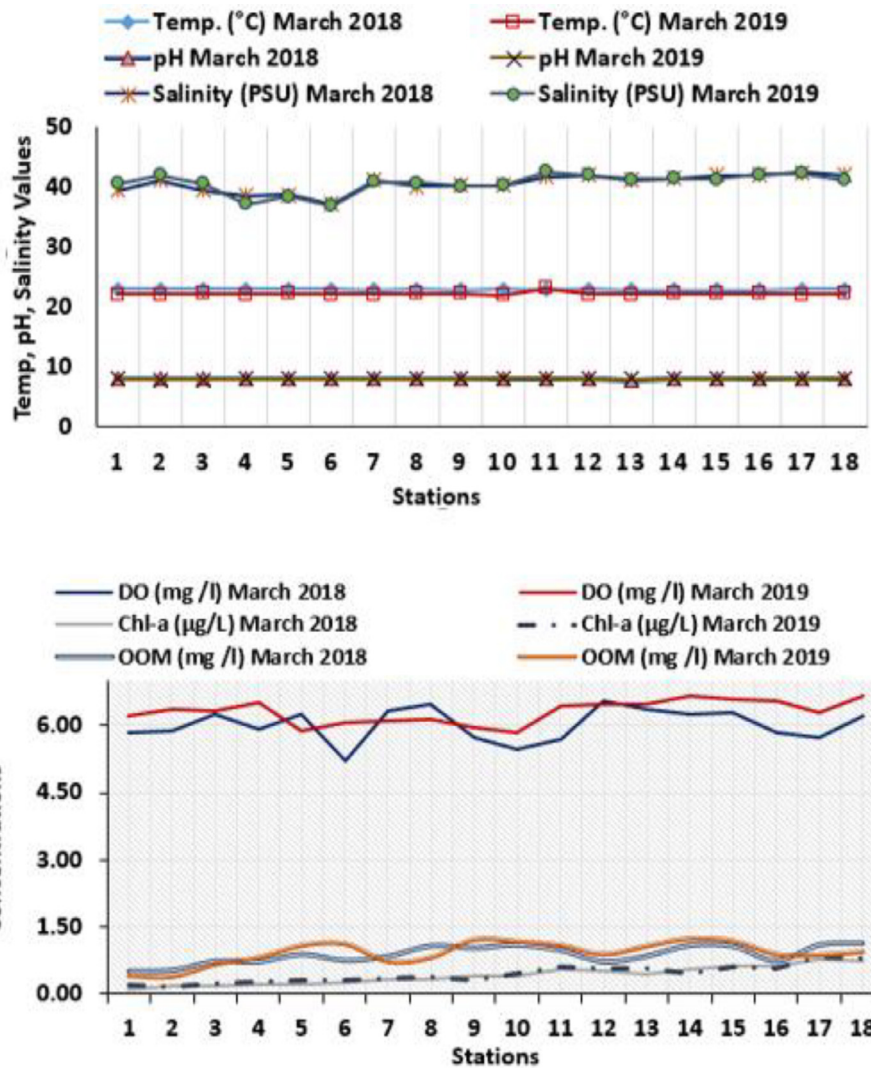 Temp. (°C) March 2018 Temp. (°C) March 2019
pH March 2018 pH March 2019
Salinity (PSU) March 2018 Salinity (PSU) March 2019
Temp, pH, Salinity Values
50
40
30
20
10
0
1 2 3 4 5 6 7 8 9 10 11 12 13 14 15 16 17 18
Stations
DO (mg /l) March 2018 DO (mg /l) March 2019
Chl-a (µg/L) March 2018 Chl-a (µg/L) March 2019
OOM (mg /l) March 2018 OOM (mg /l) March 2019
6.00
4.50
3.00
1.50
0.00
1 2 3 4 5 6 7 8 9 10 11 12 13 14 15 16 17 18
Stations